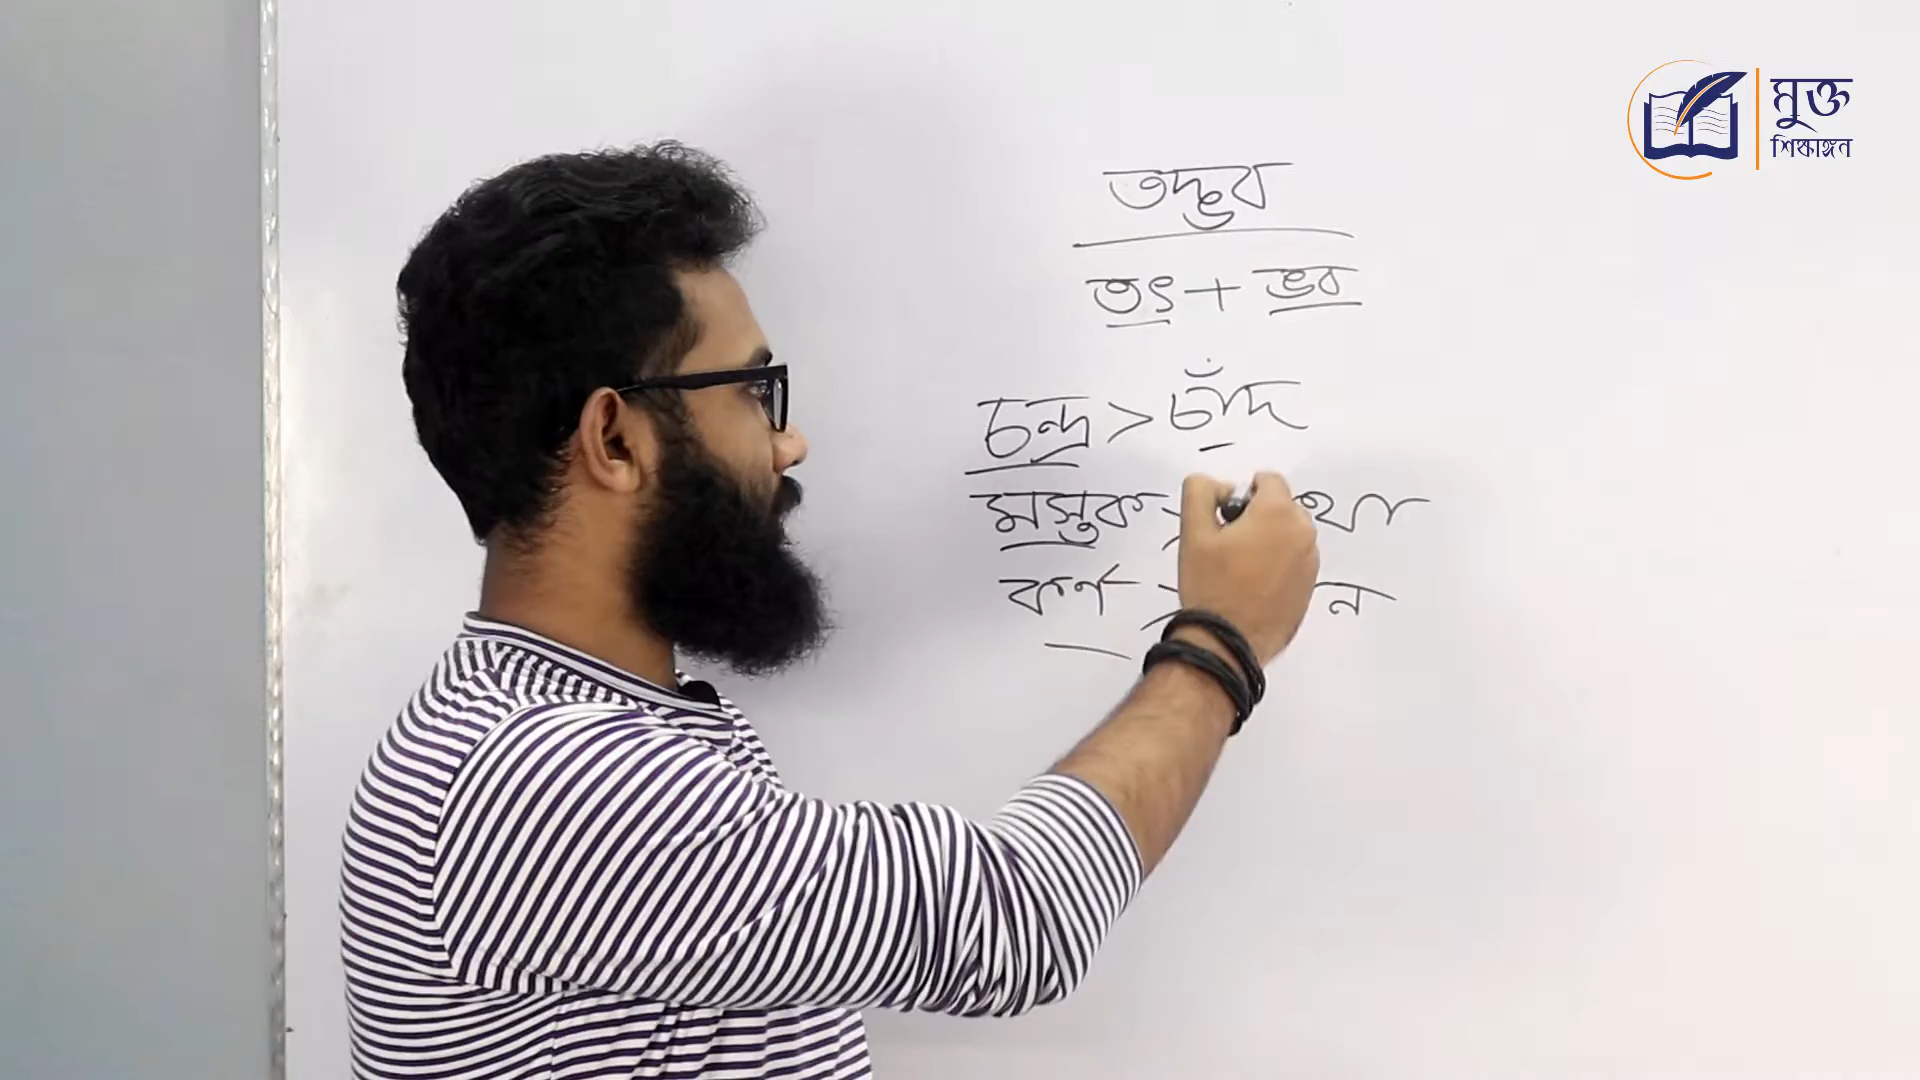 মুক্ত
শিক্ষাঙ্গন
তদ্ভব
তৎ + ভব
চন্দ্র > চাঁদ
মস্তক >
কর্ণ >